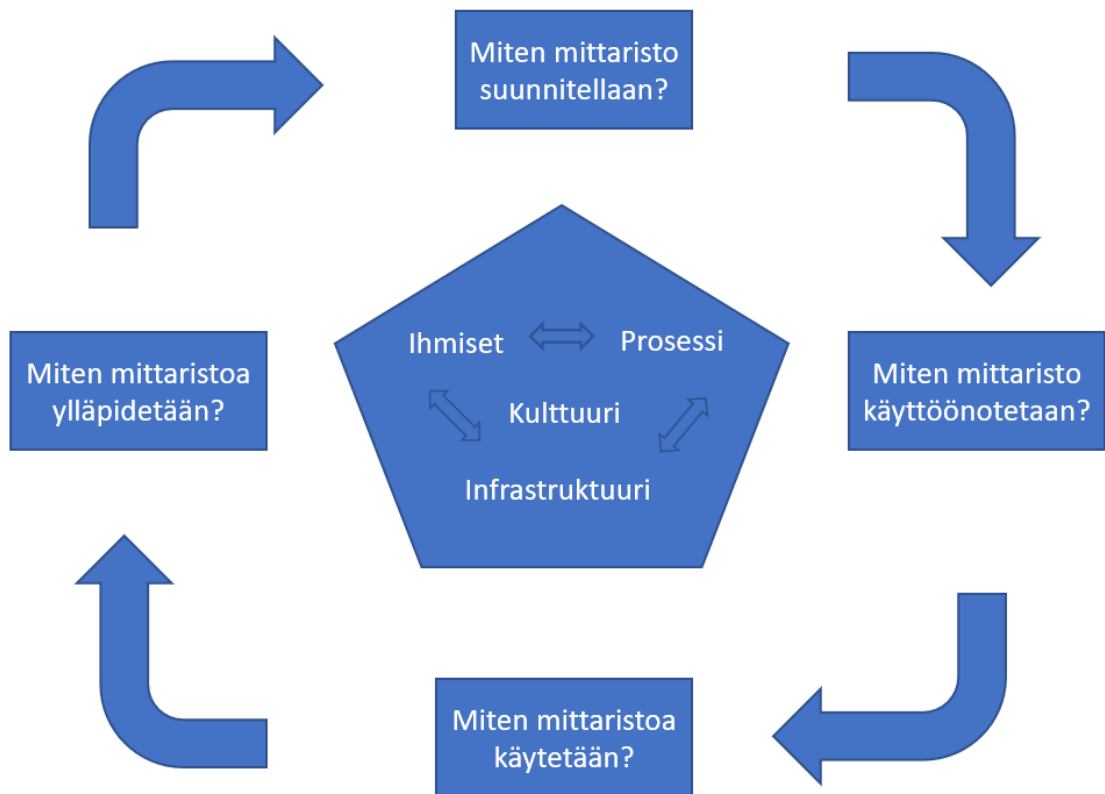 Miten mittaristo
suunnitellaan?
Ihmiset
Prosessi
Kulttuuri
Infrastruktuuri
Miten mittaristoa
ylläpidetään?
Miten mittaristo
käyttöönotetaan?
Miten mittaristoa
käytetään?